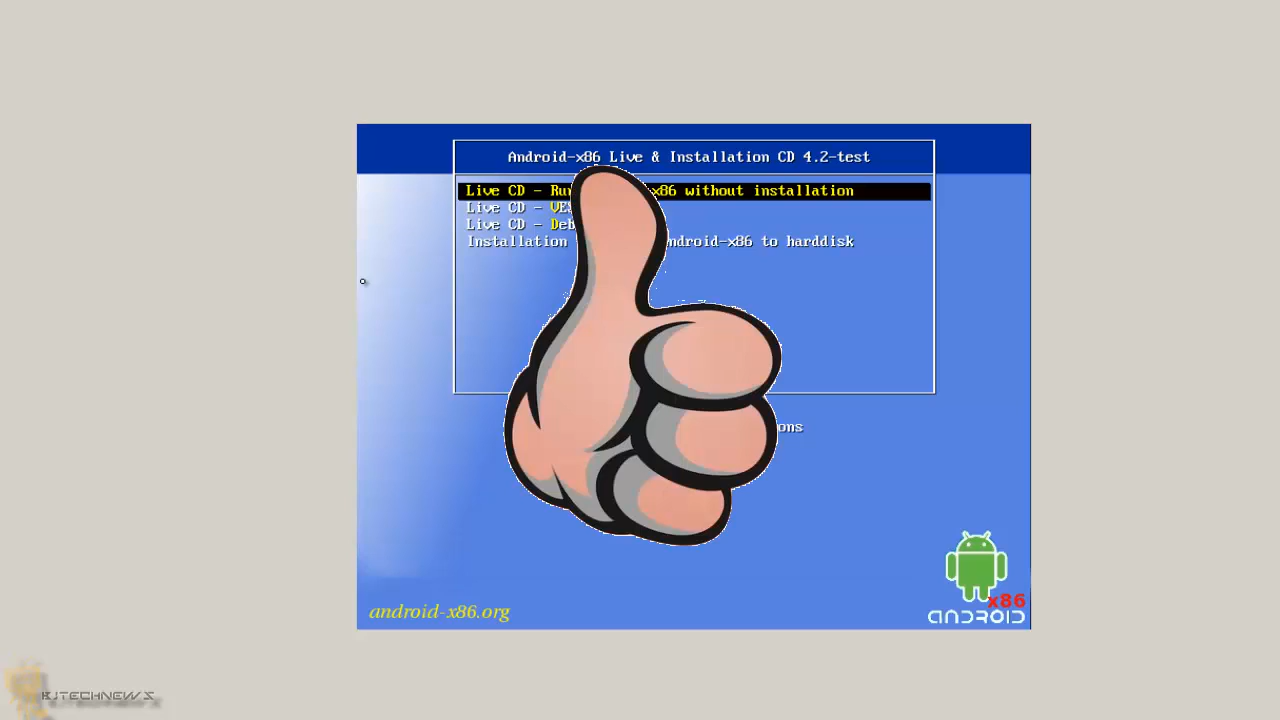 Android-x86 Live & Installation CD 4.2-test
Live CD - Ru x86 without installation
Live CD - VE
Live CD - Deb
Installation ndroid-x86 to harddisk
ons
android-x86.org
x86
ANDROID
BJTECHNEWS